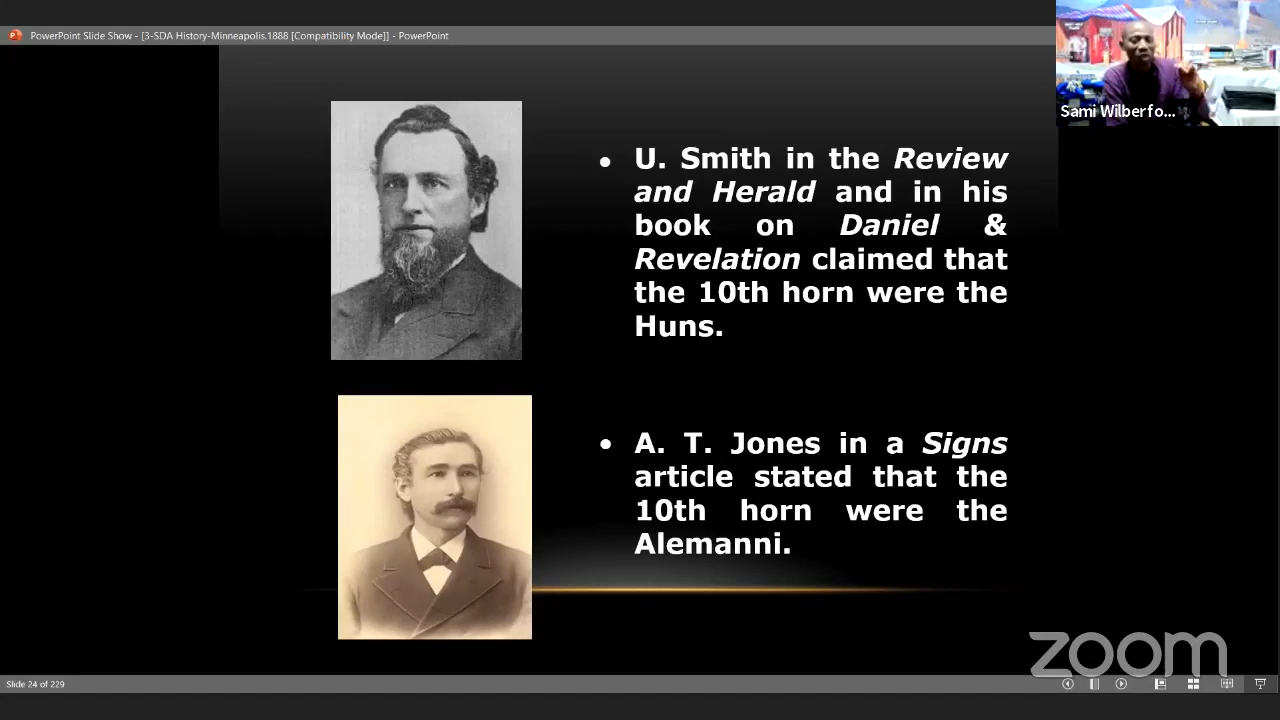 PowerPoint Slide Show - [3-SDA History-Minneapolis.1888 [Compatibility Mode]] - PowerPoint
Sami Wilberfo...
• U. Smith in the Review
and Herald and in his
book on Daniel &
Revelation claimed that
the 10th horn were the
Huns.
• A. T. Jones in a Signs
article stated that the
10th horn were the
Alemanni.
zoom
Slide 24 of 229